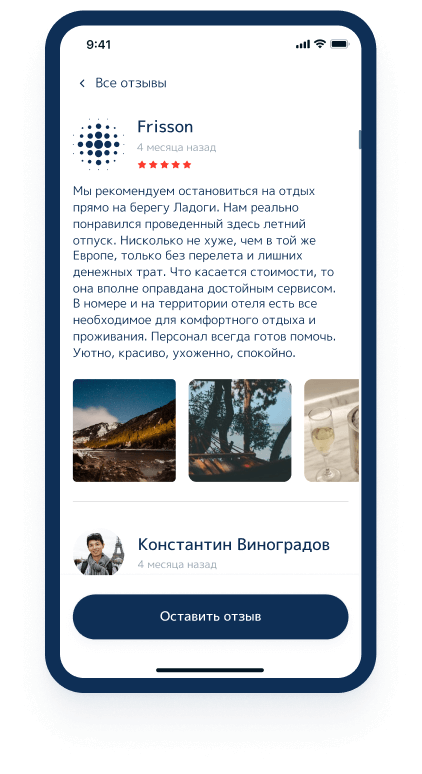 9:41
Все отзывы
Frisson
4 месяца назад
Мы рекомендуем остановиться на отдых
прямо на берегу Ладоги. Нам реально
понравился проведенный здесь летний
отпуск. Нисколько не хуже, чем в той же
Европе, только без перелета и лишних
денежных трат. Что касается стоимости, то
она вполне оправдана достойным сервисом.
В номере и на территории отеля есть все
необходимое для комфортного отдыха и
проживания. Персонал всегда готов помочь.
Уютно, красиво, ухоженно, спокойно.
Константин Виноградов
4 месяца назад
Оставить отзыв